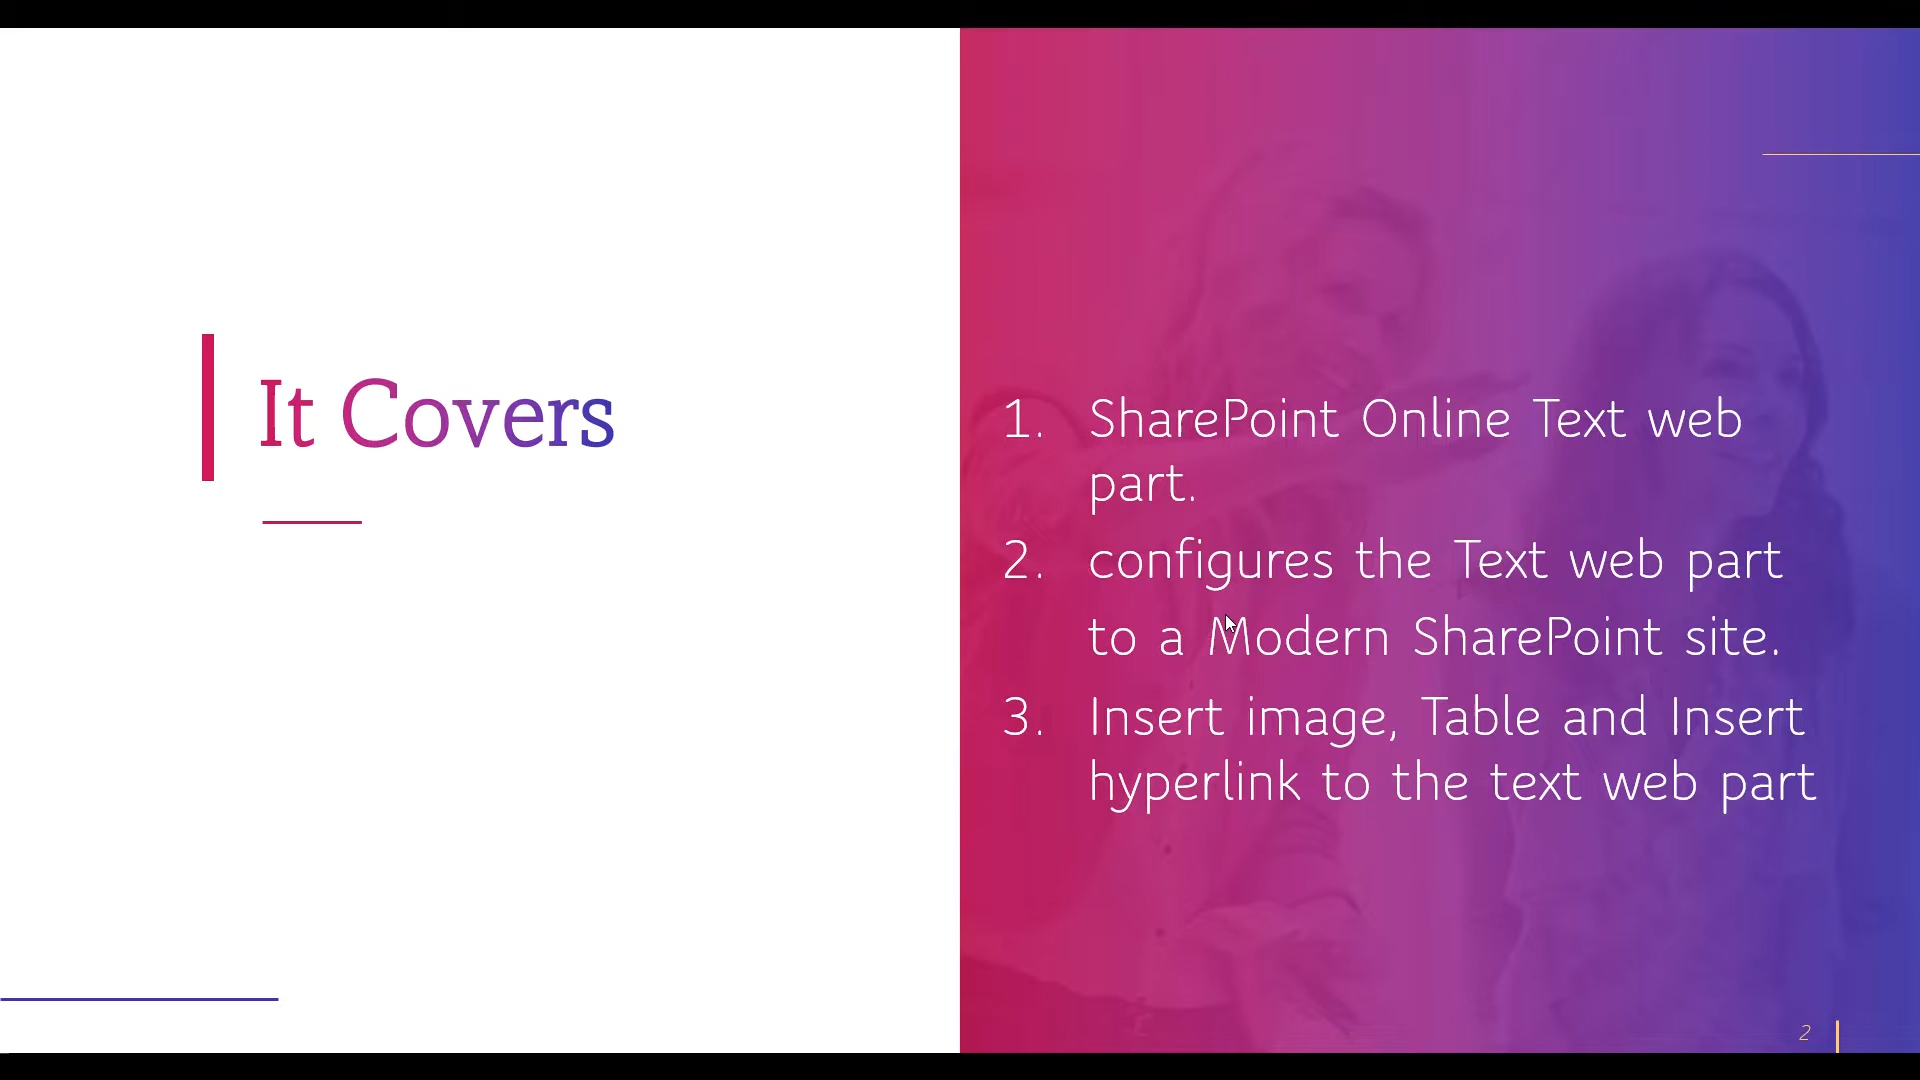 It Covers
1. SharePoint Online Text web
part.
2. configures the Text web part
to a Modern SharePoint site.
3. Insert image, Table and Insert
hyperlink to the text web part
2